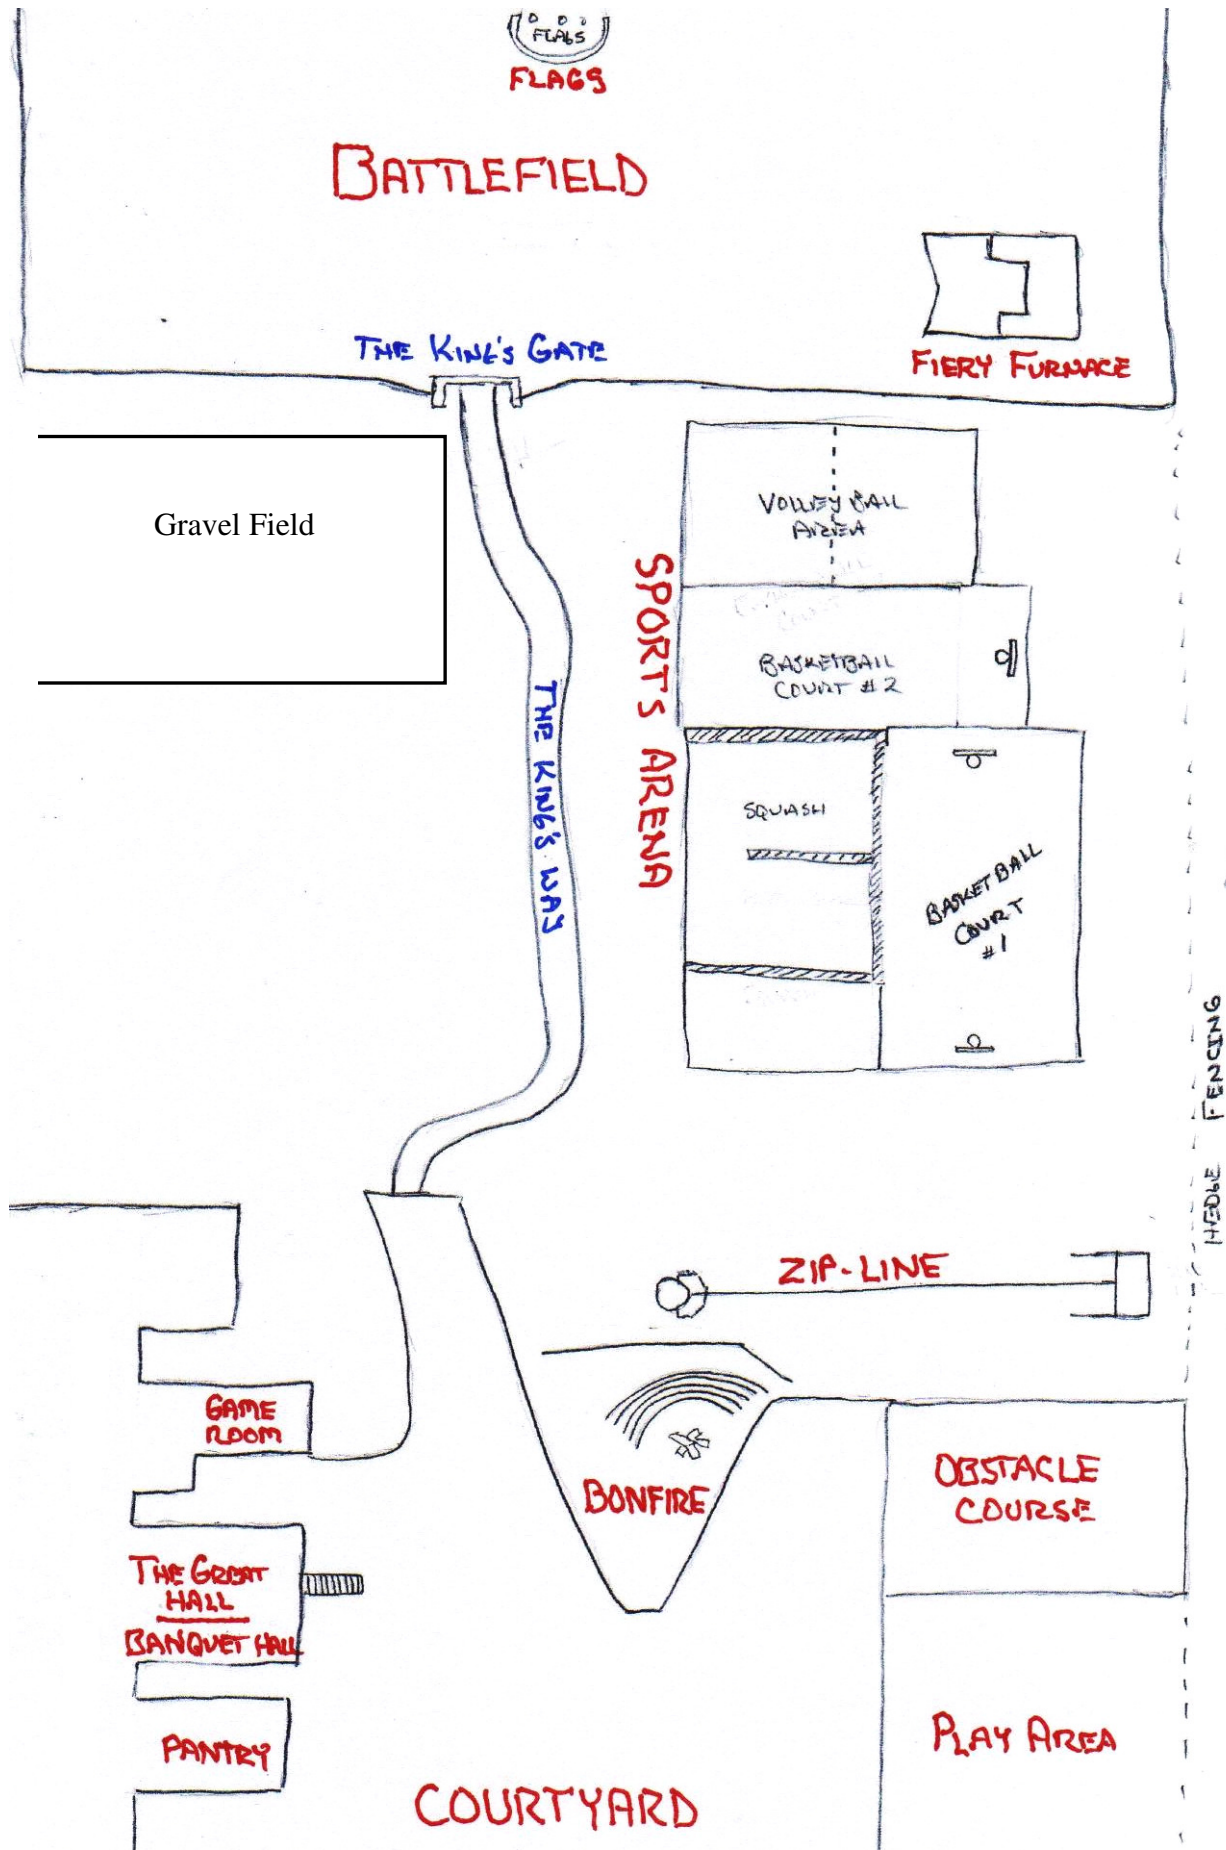 FLAGS
FLAGS
BATTLEFIELD
THE KING'S GATE
FIERY FURNACE
Gravel Field
VOLLEY BALL
AREA
SPORTS ARENA
BASKETBALL
COURT #2
THE KING'S WAY
SQUASH
BASKETBALL
COURT
#1
HEDGE FENCING
ZIP-LINE
GAME
ROOM
BONFIRE
OBSTACLE
COURSE
THE GREAT
HALL
BANQUET HALL
PANTRY
PLAY AREA
COURTYARD